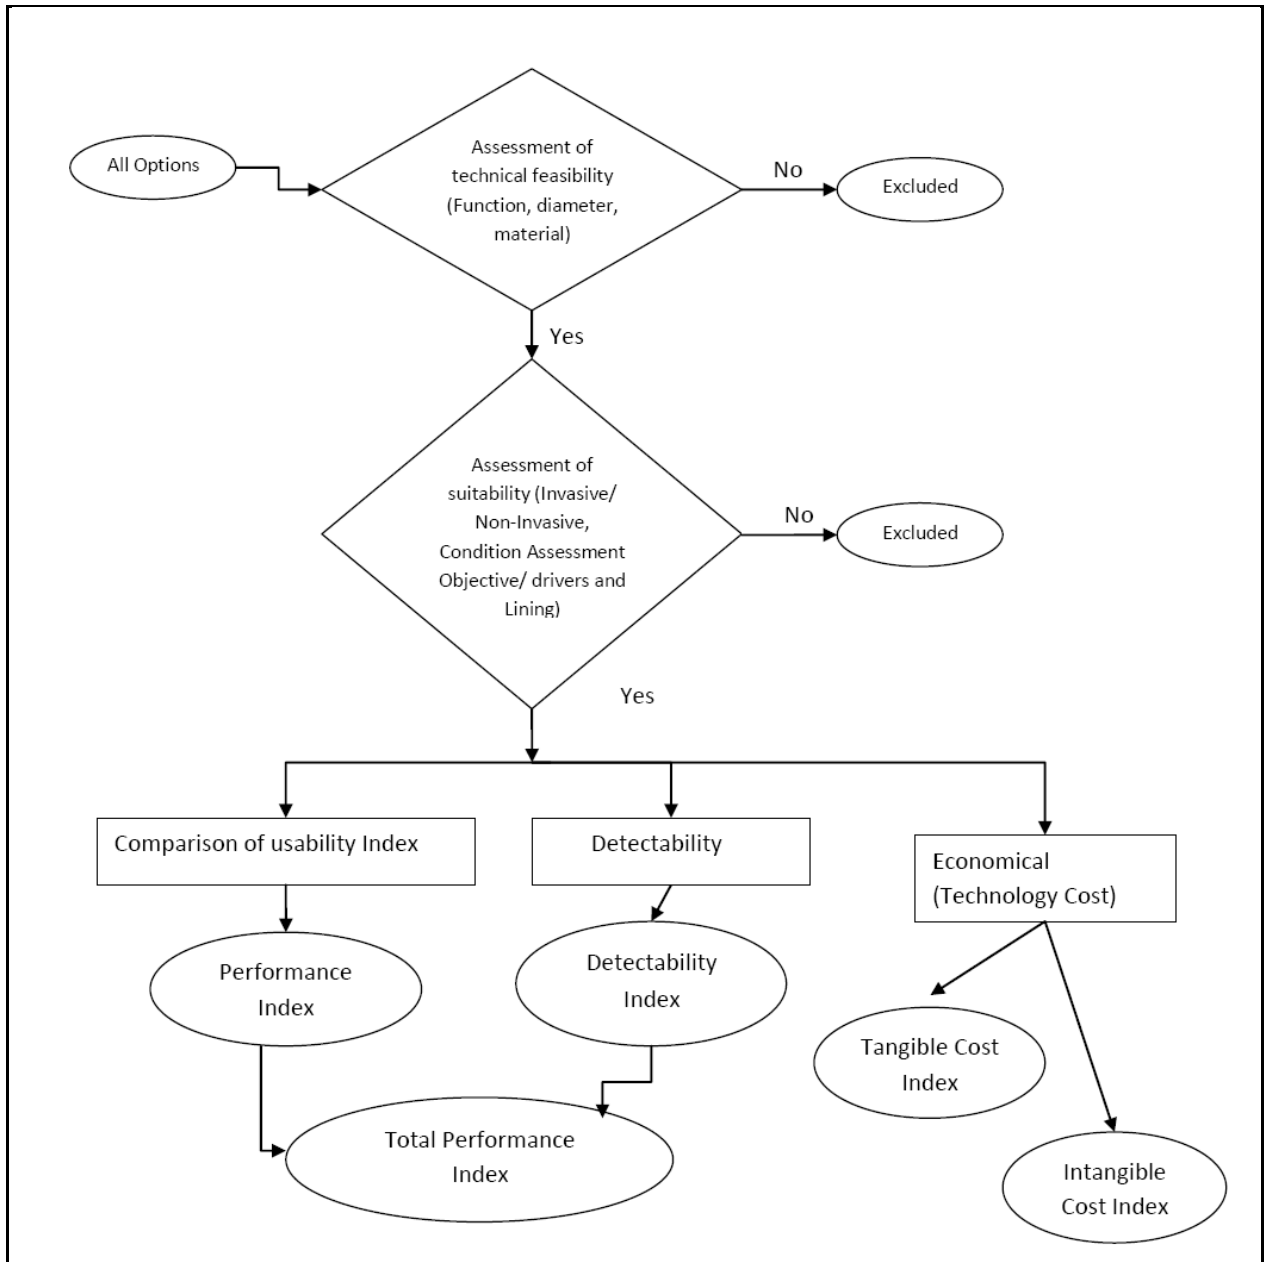 All Options
Assessment of
technical feasibility
(Function, diameter,
material)
No
Excluded
Yes
Assessment of
suitability (Invasive/
Non-Invasive,
Condition Assessment
Objective/ drivers and
Lining)
No
Excluded
Yes
Comparison of usability Index
Detectability
Economical
(Technology Cost)
Performance
Index
Detectability
Index
Tangible Cost
Index
Total Performance
Index
Intangible
Cost Index